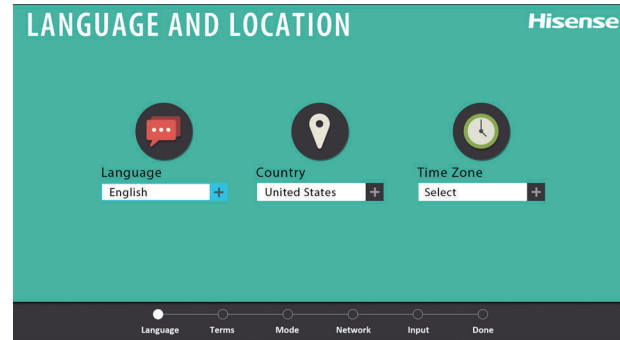 LANGUAGE AND LOCATION
Hisense
Language
Country
Time Zone
English +
United States +
Select +
Language Terms Mode Network Input Done